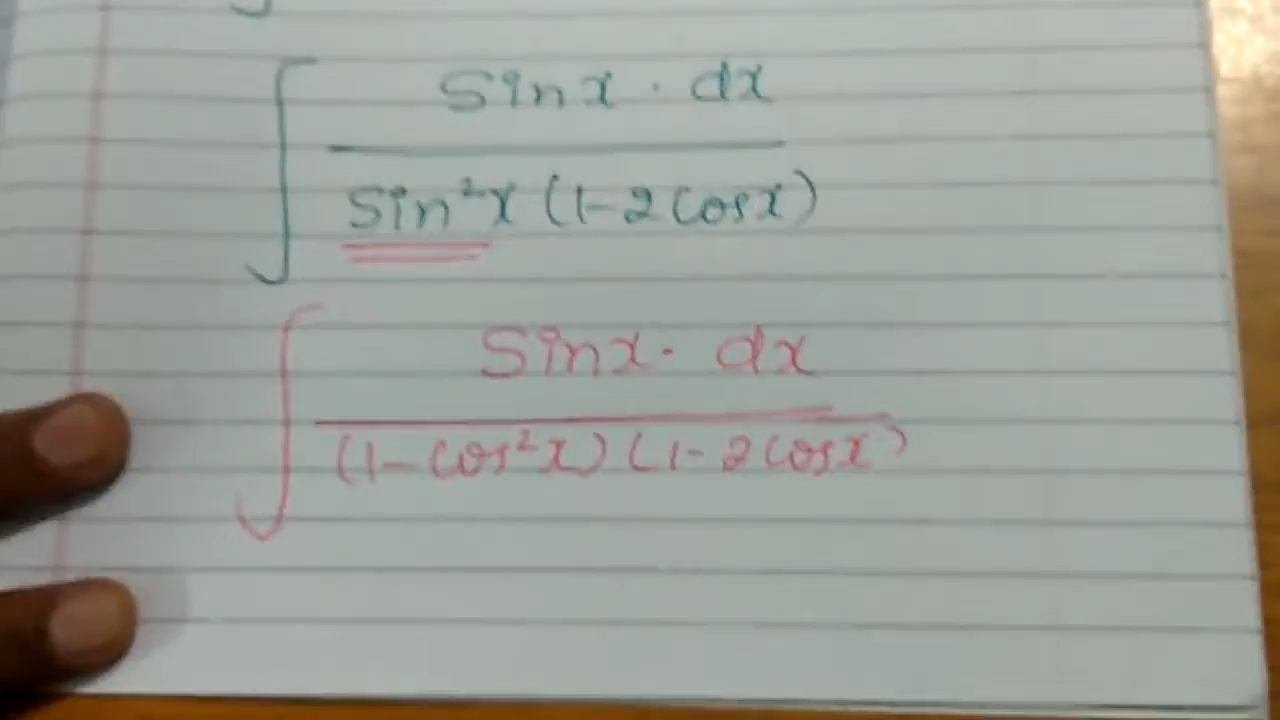 ∫ Sinx . dx / Sin²x (1-2cosx)
∫ Sinx. dx / (1-cos²x) (1-2cosx)